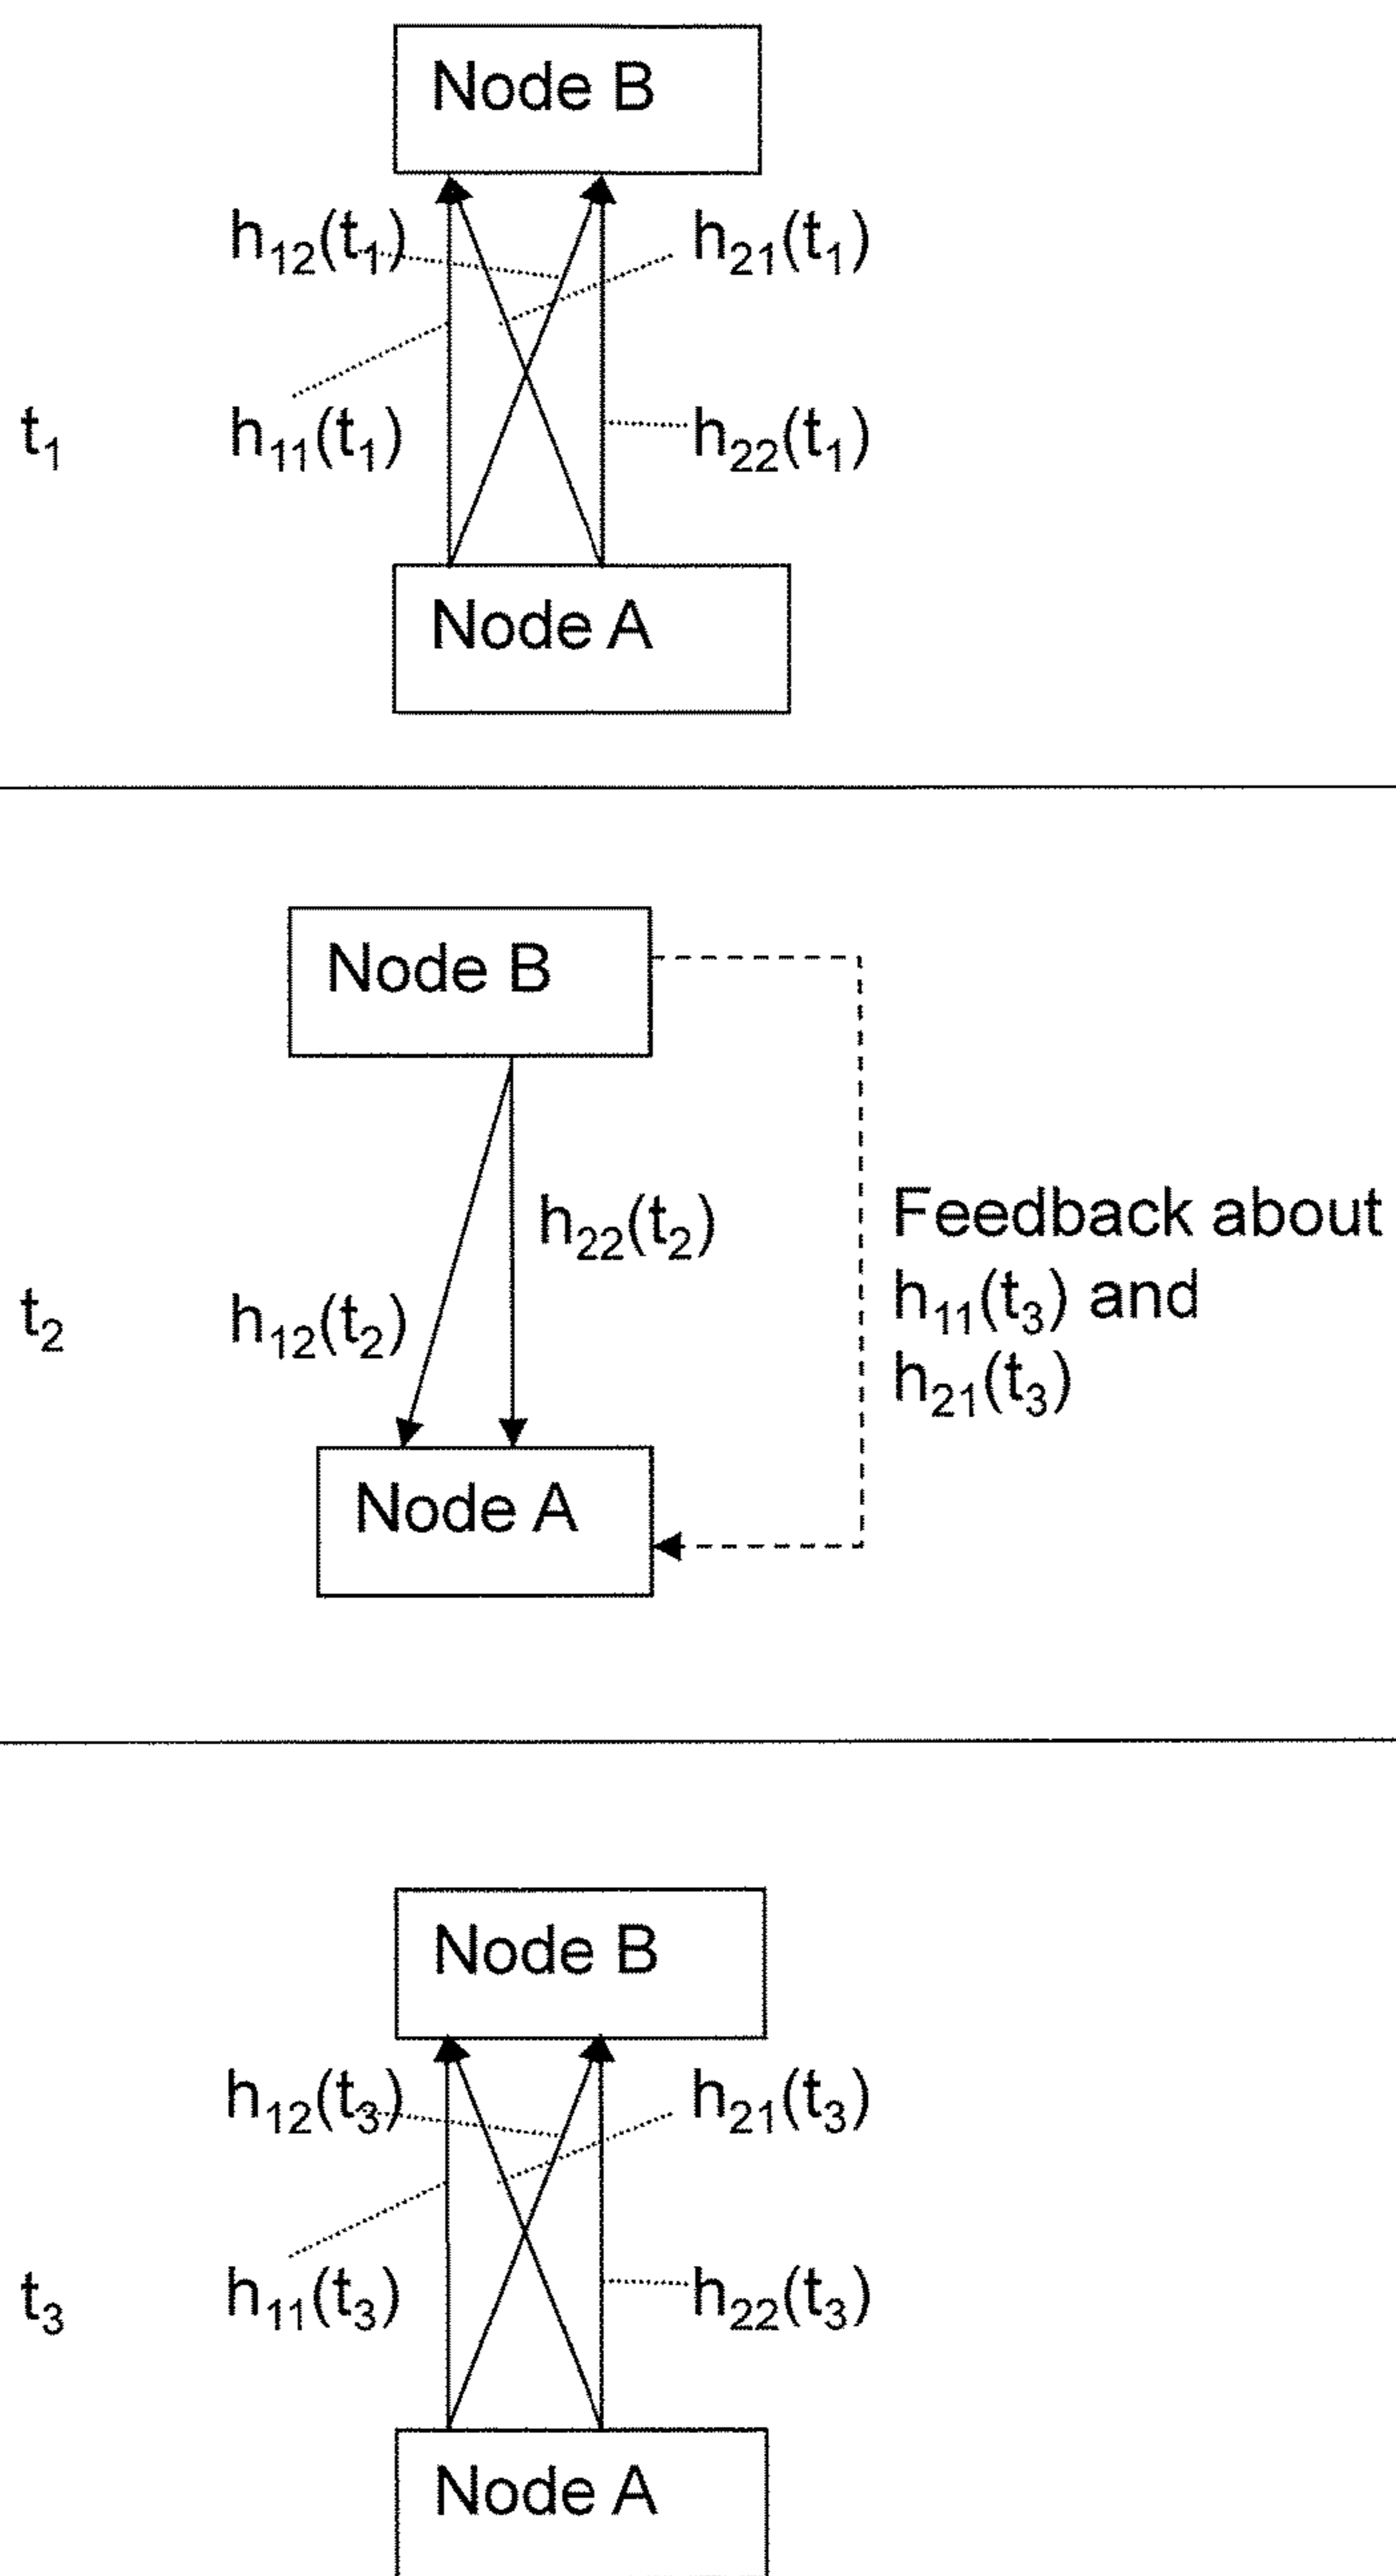 Node B
h₁₂(t₁) h₂₁(t₁)
t₁ h₁₁(t₁) h₂₂(t₁)
Node A
Node B
h₂₂(t₂)
Feedback about
h₁₁(t₃) and
h₂₁(t₃)
t₂ h₁₂(t₂)
Node A
Node B
h₁₂(t₃) h₂₁(t₃)
t₃ h₁₁(t₃) h₂₂(t₃)
Node A